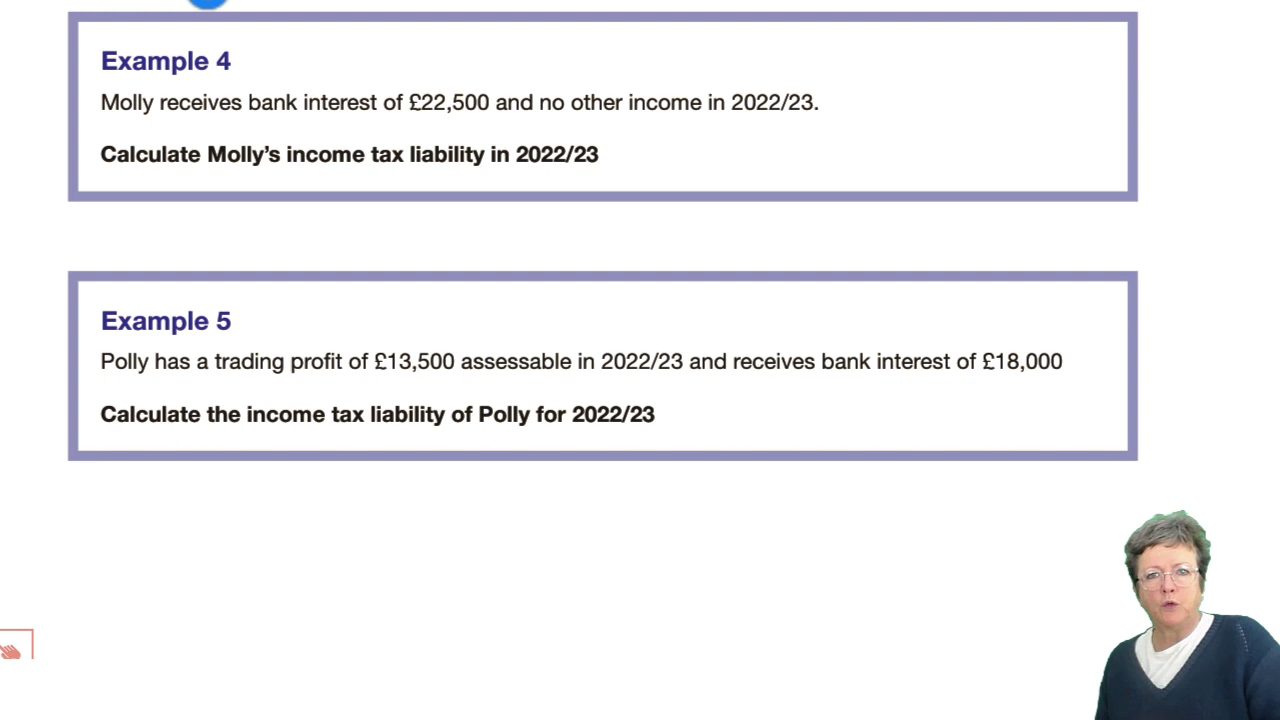 Example 4
Molly receives bank interest of £22,500 and no other income in 2022/23.
Calculate Molly’s income tax liability in 2022/23
Example 5
Polly has a trading profit of £13,500 assessable in 2022/23 and receives bank interest of £18,000
Calculate the income tax liability of Polly for 2022/23